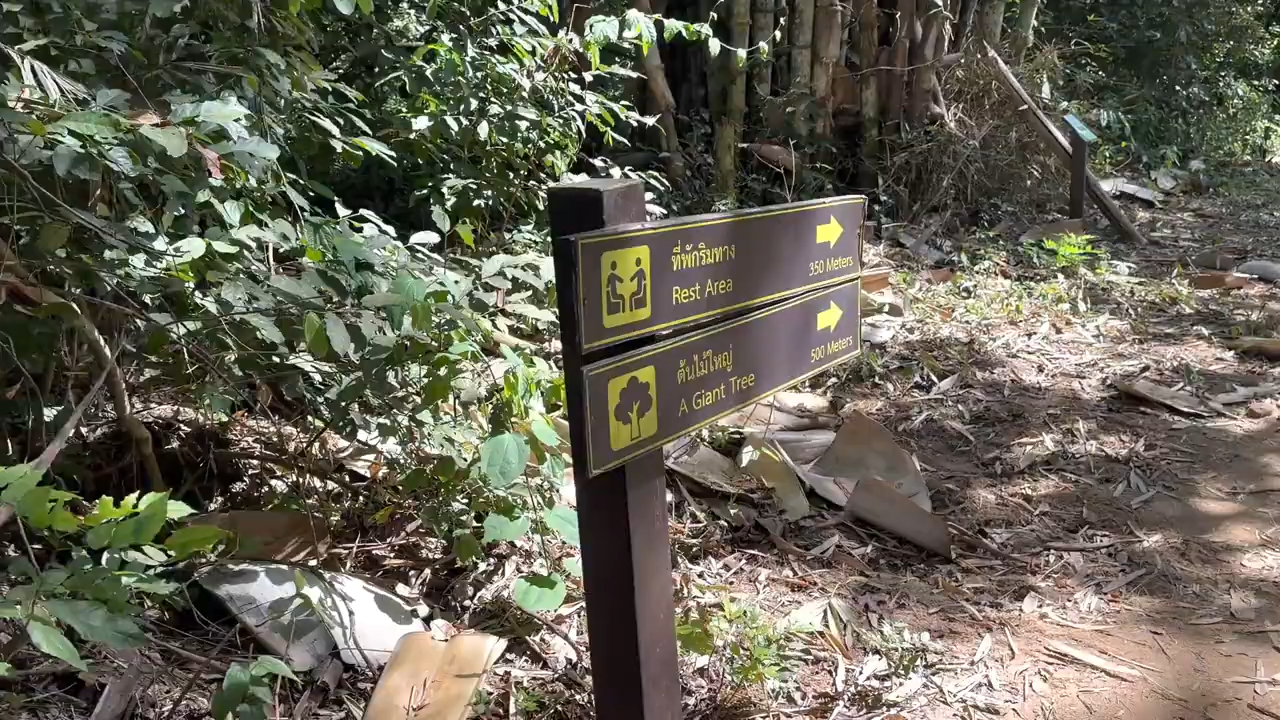 ที่พักริมทาง
Rest Area
350 Meters
ต้นไม้ใหญ่
A Giant Tree
500 Meters